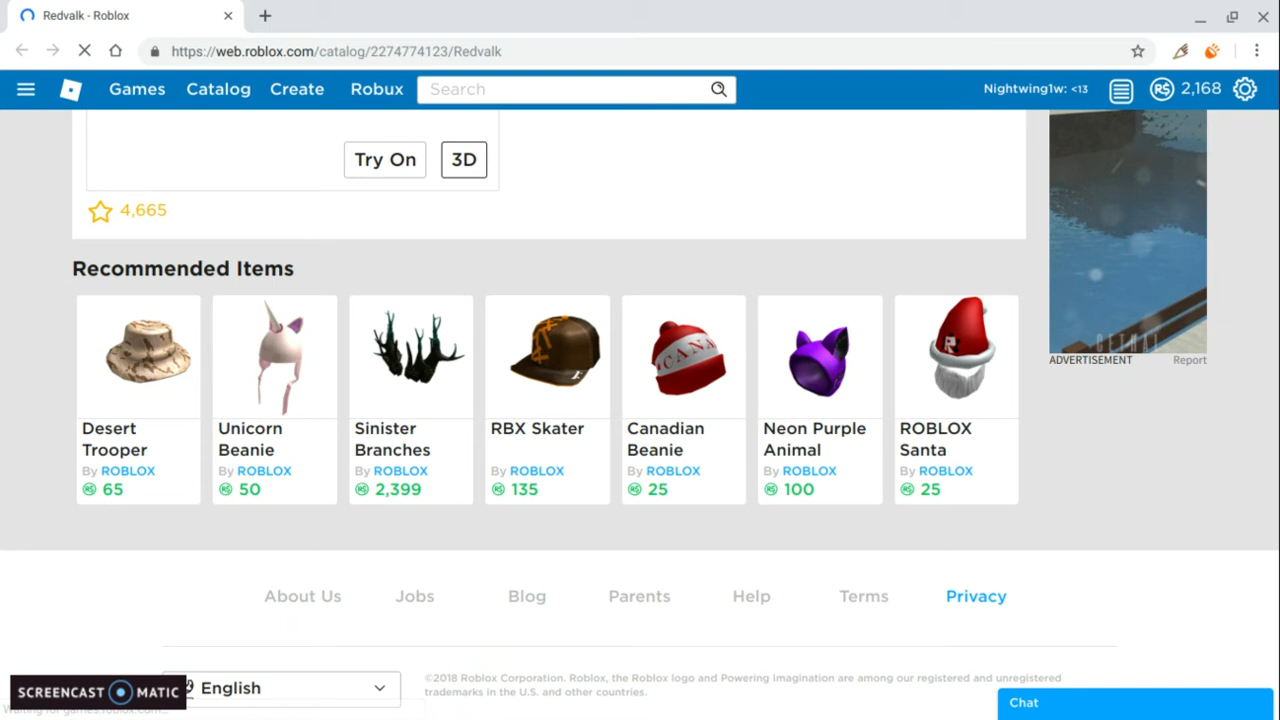 Redvalk - Roblox
https://web.roblox.com/catalog/2274774123/Redvalk
Games Catalog Create Robux Search Nightwing1w: <13 2,168
Try On 3D
4,665
Recommended Items
Desert Trooper
By ROBLOX
65
Unicorn Beanie
By ROBLOX
50
Sinister Branches
By ROBLOX
2,399
RBX Skater
By ROBLOX
135
Canadian Beanie
By ROBLOX
25
Neon Purple Animal
By ROBLOX
100
ROBLOX Santa
By ROBLOX
25
ADVERTISEMENT Report
About Us Jobs Blog Parents Help Terms Privacy
English
©2018 Roblox Corporation. Roblox, the Roblox logo and Powering Imagination are among our registered and unregistered
trademarks in the U.S. and other countries.
SCREENCAST MATIC
Waiting for games.roblox.com...
Chat